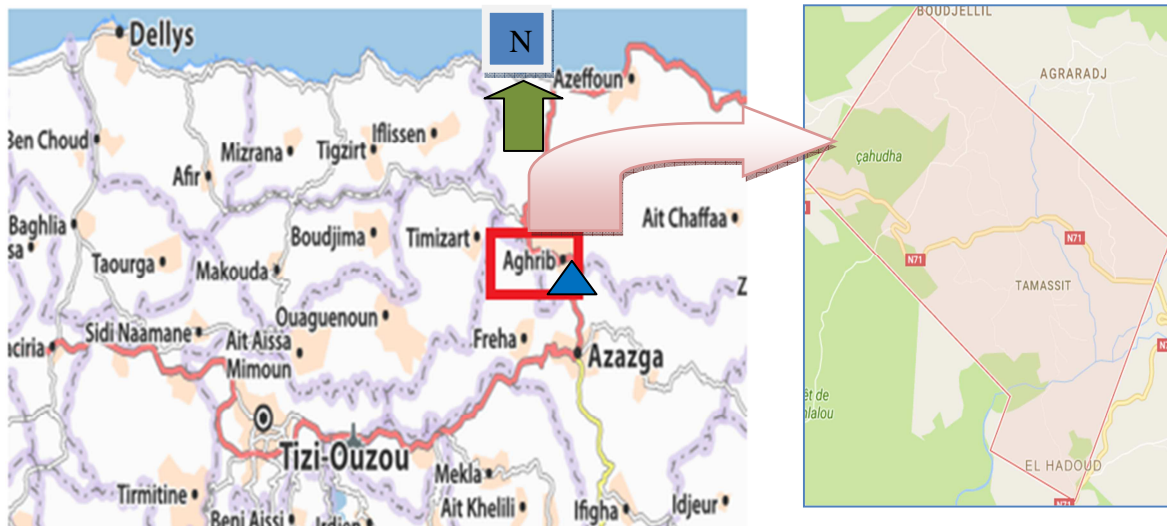 Dellys
N
Azeffoun
Ben Choud
Mizrana
Tigzirt
Iflissen
Afir
Baghlia
Taourga
Makouda
Boudjima
Timizart
Ait Chaffaa
Aghrib
Ouaguenoun
Sidi Naamane
Ait Aissa
Mimoun
Freha
Azazga
Tizi-Ouzou
Mekla
Tirmitine
Ait Khelili
Ifigha
Idjeur
Beni Aissi
BOUDJELLIL
AGRARADJ
çahudha
N71
N71
TAMASSIT
EL HADOUD
N71